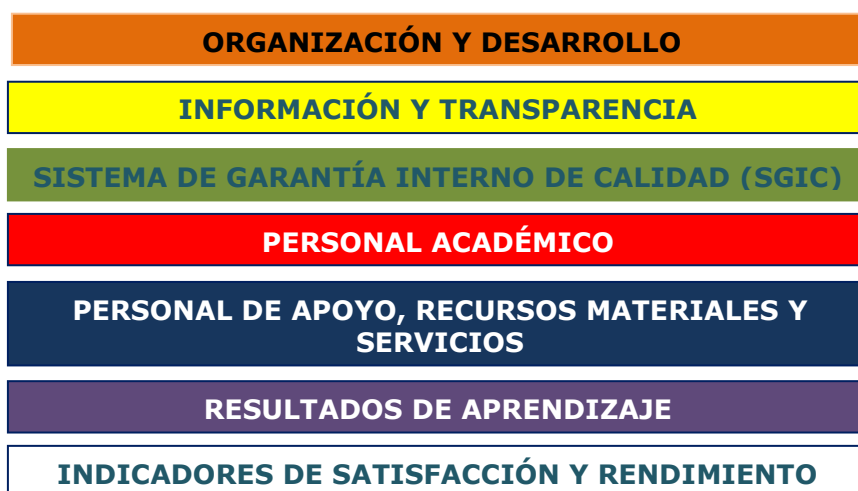 ORGANIZACIÓN Y DESARROLLO
INFORMACIÓN Y TRANSPARENCIA
SISTEMA DE GARANTÍA INTERNO DE CALIDAD (SGIC)
PERSONAL ACADÉMICO
PERSONAL DE APOYO, RECURSOS MATERIALES Y
SERVICIOS
RESULTADOS DE APRENDIZAJE
INDICADORES DE SATISFACCIÓN Y RENDIMIENTO